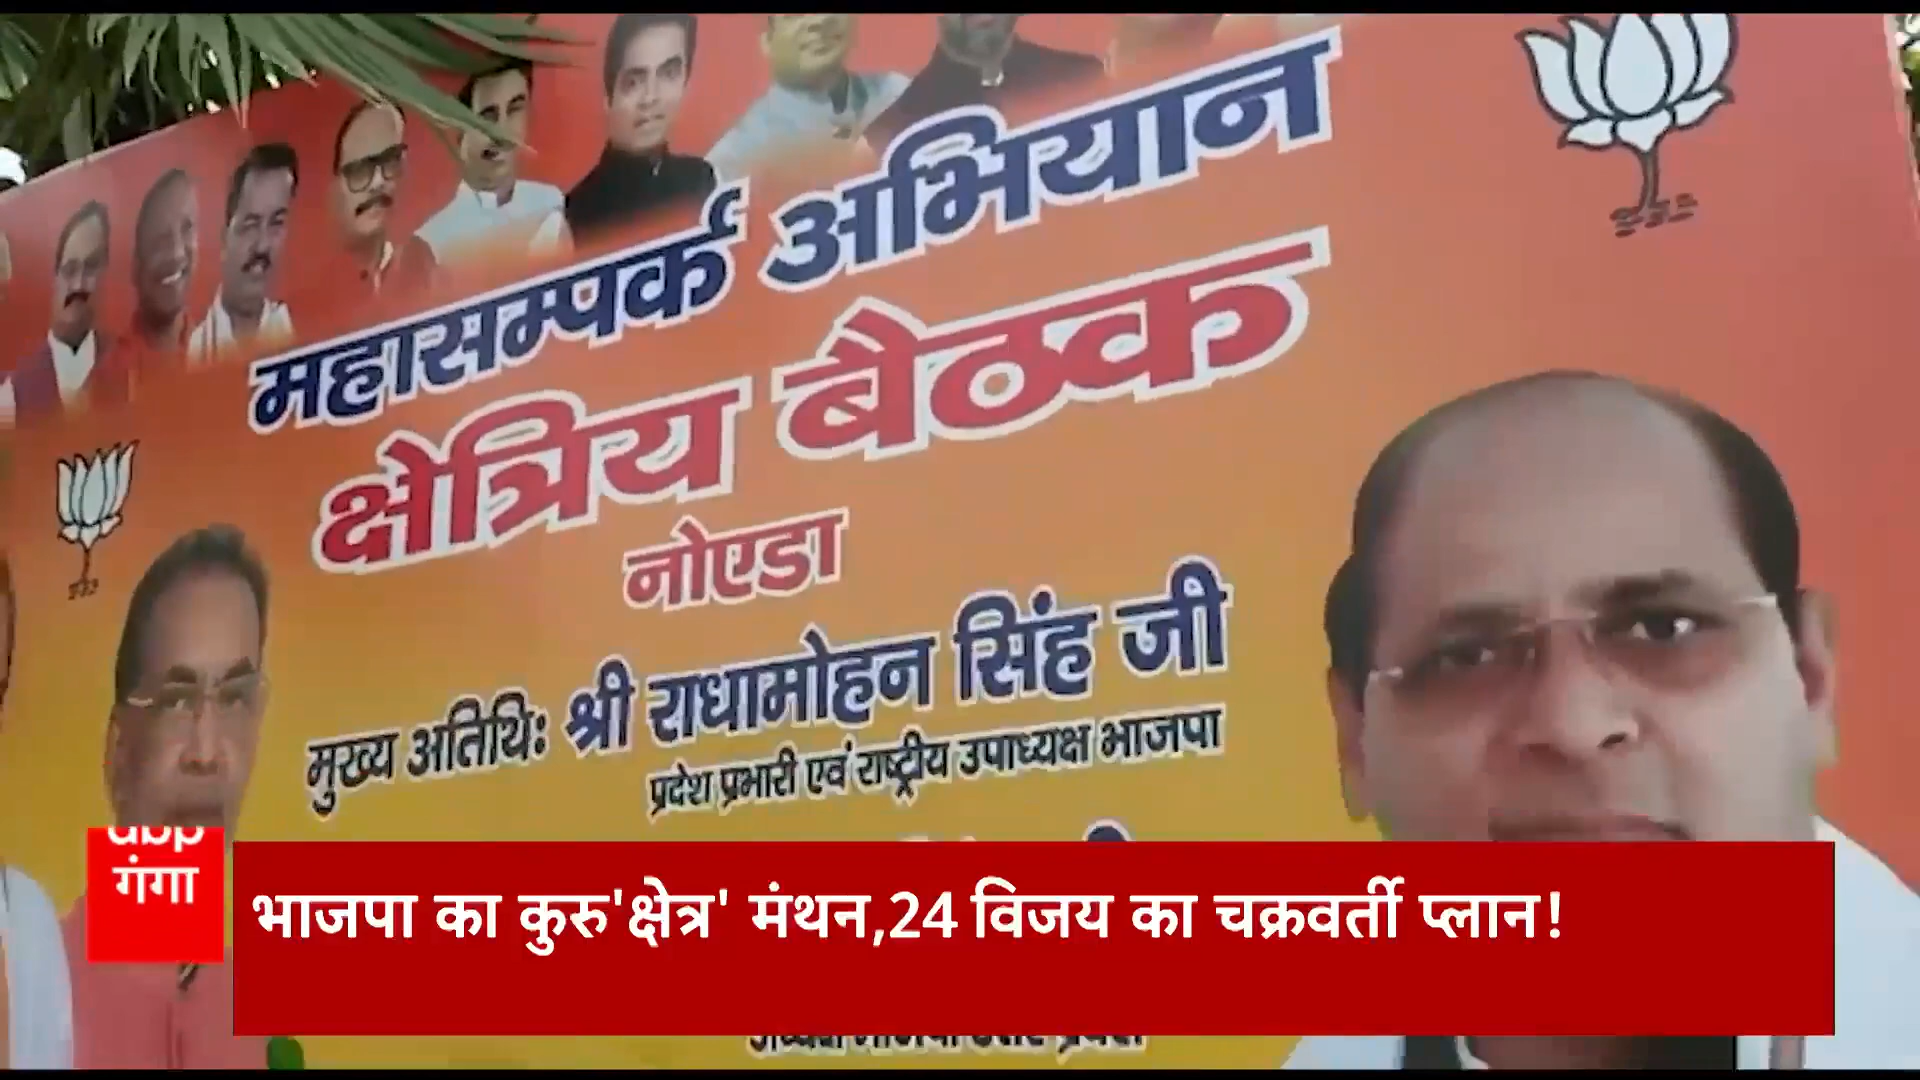 महासम्पर्क अभियान
क्षेत्रिय बैठक
नोएडा
मुख्य अतिथिः श्री राधामोहन सिंह जी
प्रदेश प्रभारी एवं राष्ट्रीय उपाध्यक्ष भाजपा
abp
गंगा
भाजपा का कुरु'क्षेत्र' मंथन,24 विजय का चक्रवर्ती प्लान!